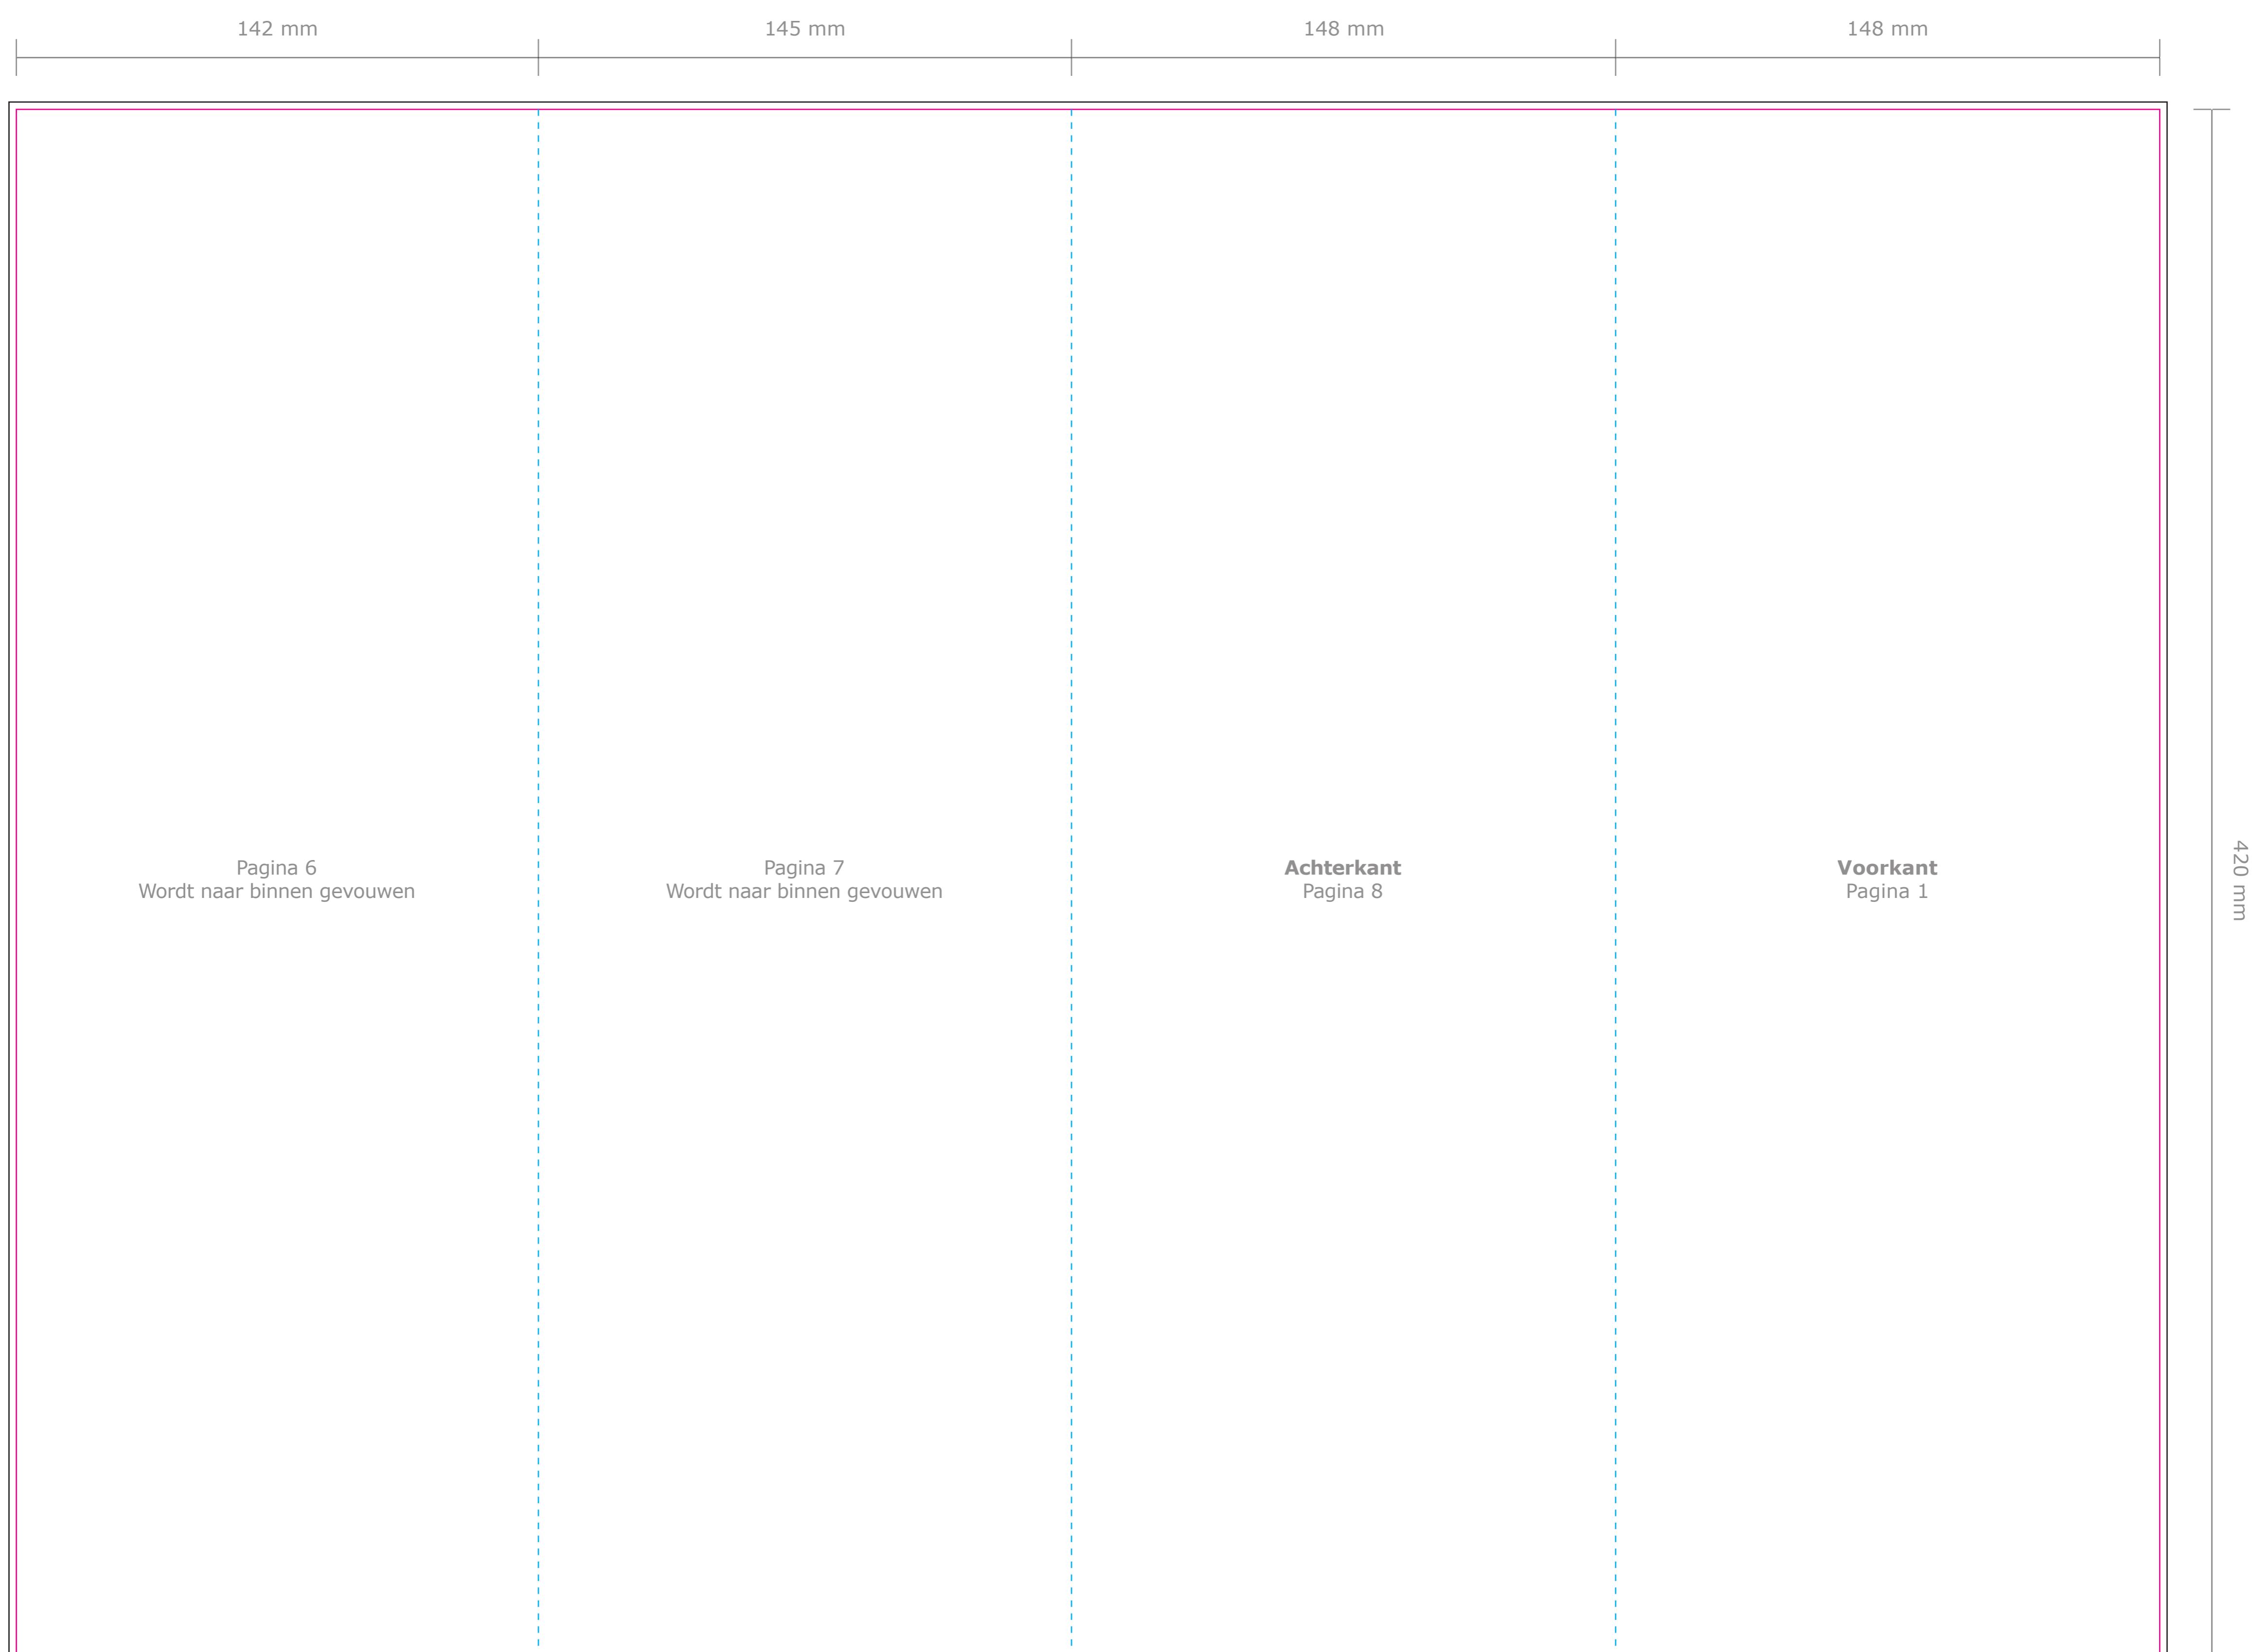 142 mm
145 mm
148 mm
148 mm
Pagina 6
Wordt naar binnen gevouwen
Pagina 7
Wordt naar binnen gevouwen
Achterkant
Pagina 8
Voorkant
Pagina 1
420 mm